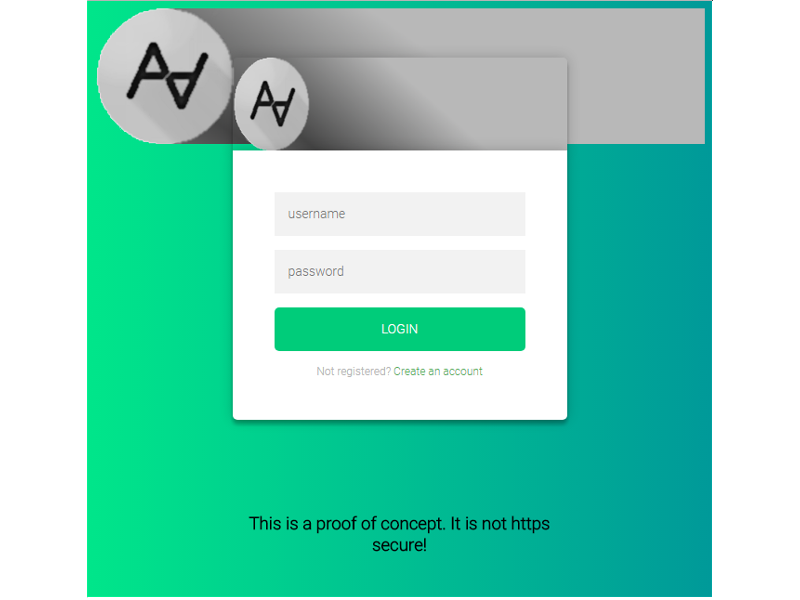 username
password
LOGIN
Not registered? Create an account
This is a proof of concept. It is not https
secure!